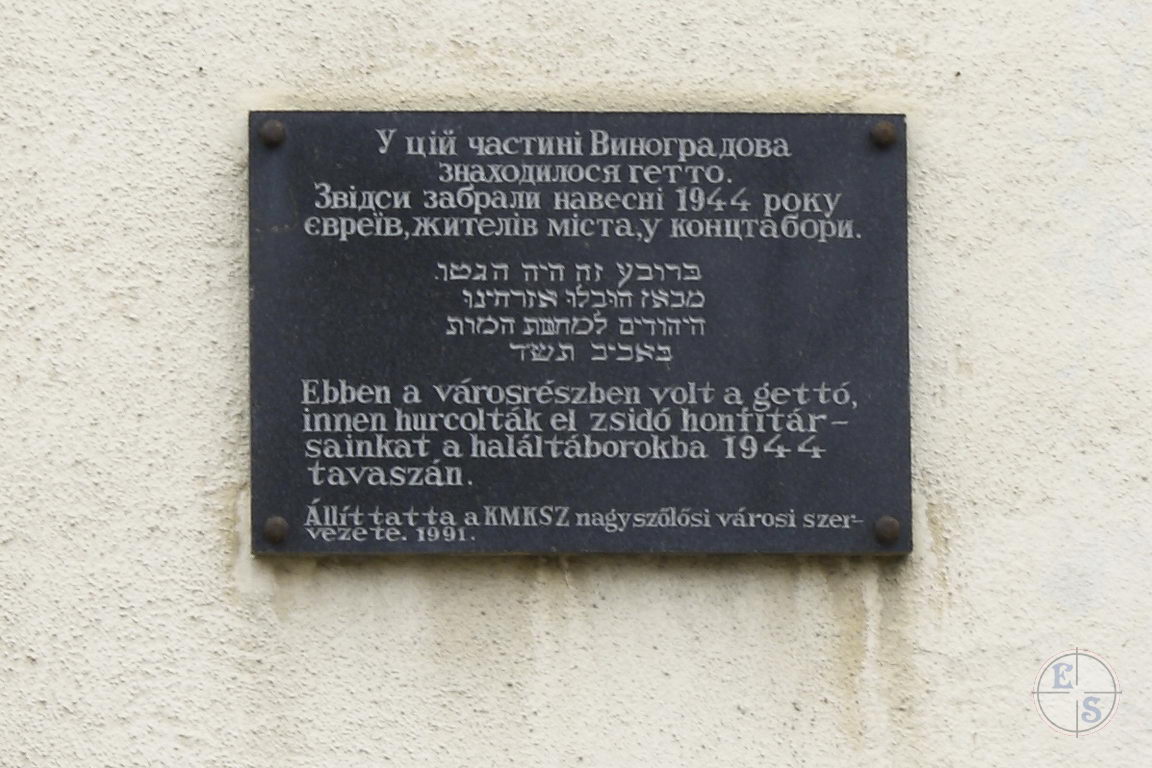 У цій частині Виноградова
знаходилося гетто.
Звідси забрали навесні 1944 року
євреїв, жителів міста, у концтабори.
ברובע זה היה הגטו.
מכאז הובלו אזרחינו
היהודים למחנות המות
באביב תשד
Ebben a városrészben volt a gettó,
innen hurcolták el zsidó honfitár-
sainkat a haláltáborokba 1944
tavaszán.
Állíttatta a KMKSZ nagyszőlősi városi szer-
vezete. 1991.
E
S